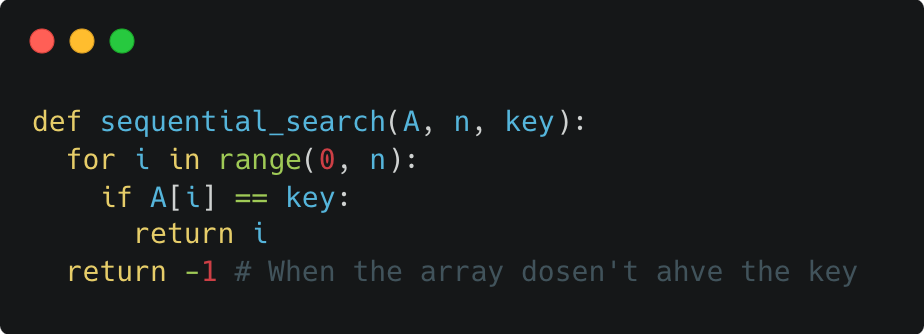 def sequential_search(A, n, key):
  for i in range(0, n):
    if A[i] == key:
      return i
  return -1 # When the array dosen't ahve the key